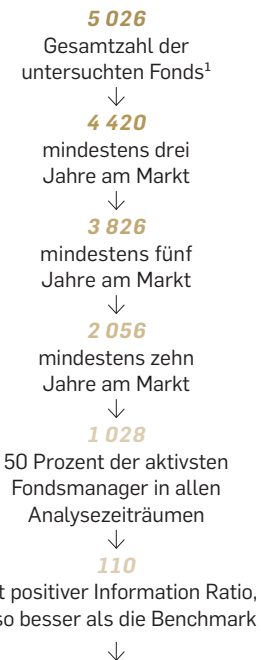 5 026
Gesamtzahl der
untersuchten Fonds¹
↓
4 420
mindestens drei
Jahre am Markt
↓
3 826
mindestens fünf
Jahre am Markt
↓
2 056
mindestens zehn
Jahre am Markt
↓
1 028
50 Prozent der aktivsten
Fondsmanager in allen
Analysezeiträumen
↓
110
t positiver Information Ratio,
so besser als die Benchmark
↓